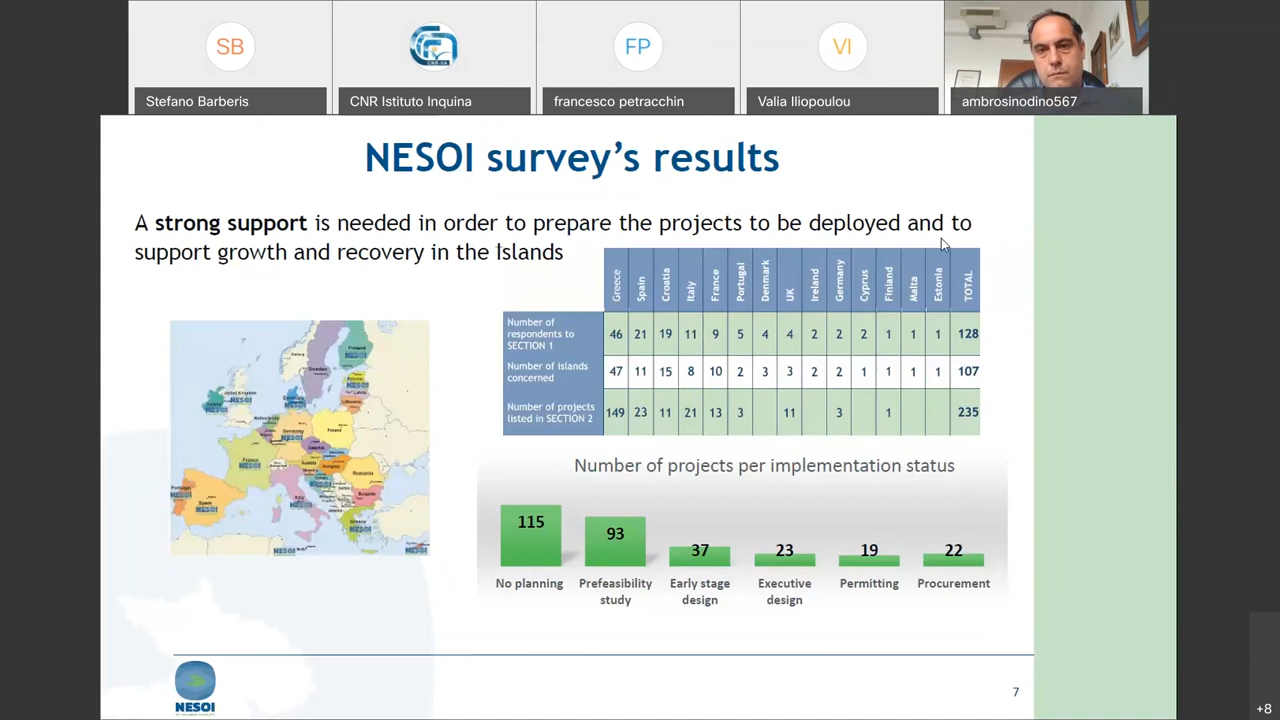 SB
FP
VI
Stefano Barberis
CNR Istituto Inquina
francesco petracchin
Valia Iliopoulou
ambrosinodino567
NESOI survey's results
A strong support is needed in order to prepare the projects to be deployed and to
support growth and recovery in the islands
Greece Spain Croatia Italy France Portugal Denmark UK Ireland Germany Cyprus Finland Malta Estonia TOTAL
Number of
respondents to
SECTION 1
46 21 19 11 9 5 4 4 2 2 2 1 1 1 128
Number of islands
concerned
47 11 15 8 10 2 3 3 2 2 1 1 1 1 107
Number of projects
listed in SECTION 2
149 23 11 21 13 3 11 3 1 235
Number of projects per implementation status
115 93 37 23 19 22
No planning
Prefeasibility
study
Early stage
design
Executive
design
Permitting
Procurement
NESOI
7
+8